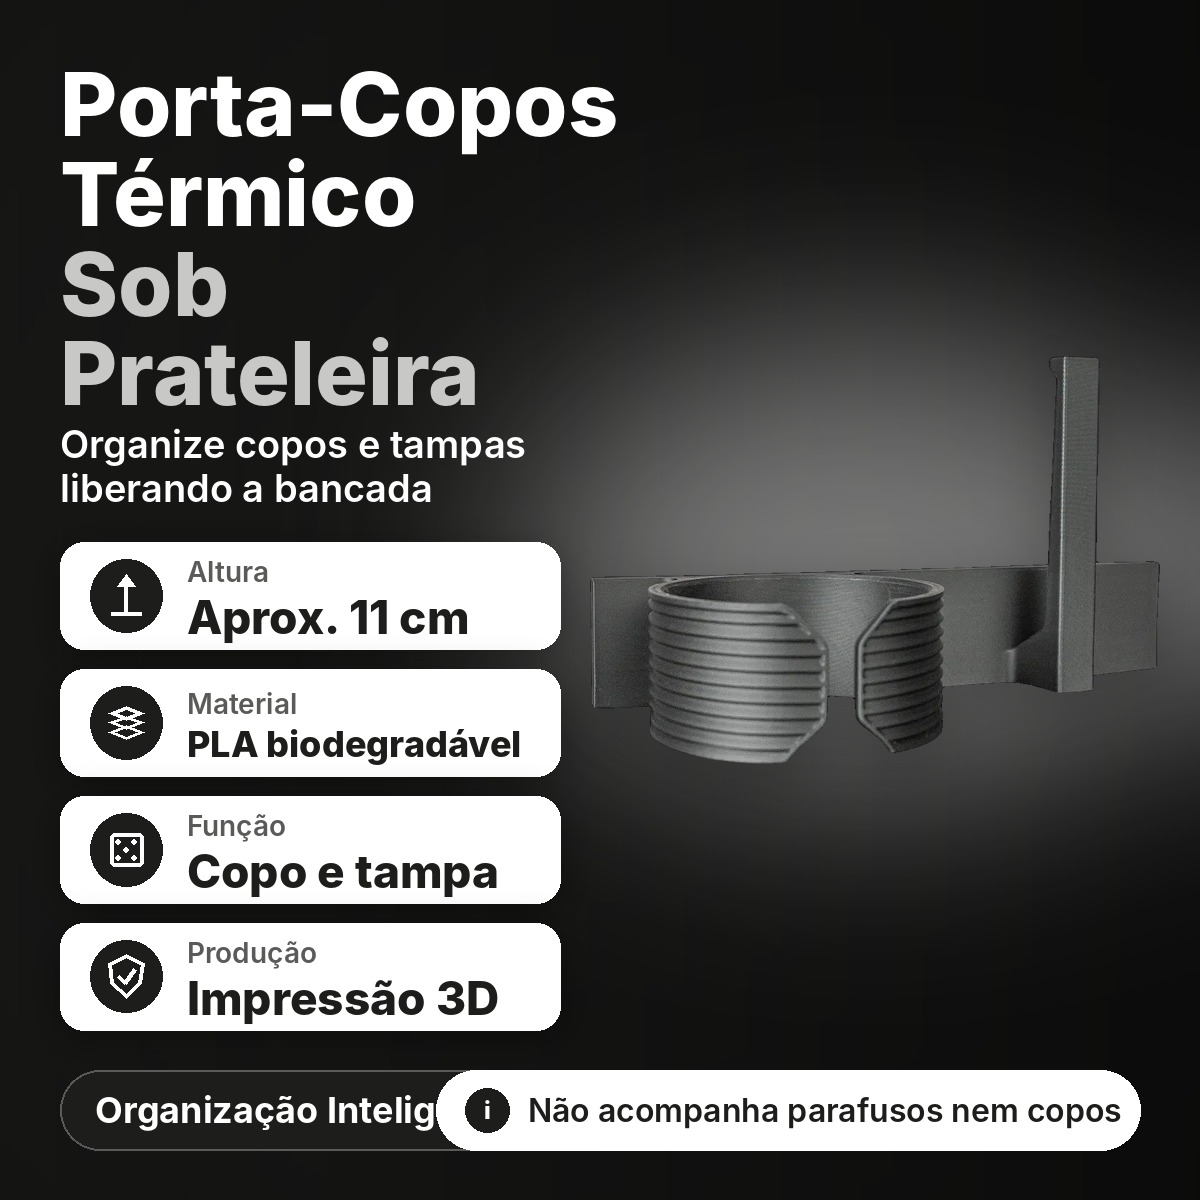 Porta-Copos
Térmico
Sob
Prateleira
Organize copos e tampas
liberando a bancada
Altura
Aprox. 11 cm
Material
PLA biodegradável
Função
Copo e tampa
Produção
Impressão 3D
Organização Intelig
i Não acompanha parafusos nem copos